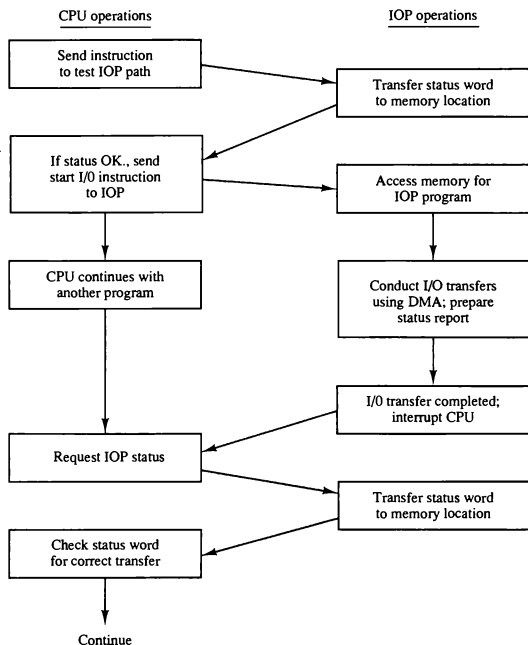 CPU operations
IOP operations
Send instruction
to test IOP path
Transfer status word
to memory location
If status OK., send
start I/0 instruction
to IOP
Access memory for
IOP program
CPU continues with
another program
Conduct I/O transfers
using DMA; prepare
status report
I/0 transfer completed;
interrupt CPU
Request IOP status
Transfer status word
to memory location
Check status word
for correct transfer
Continue